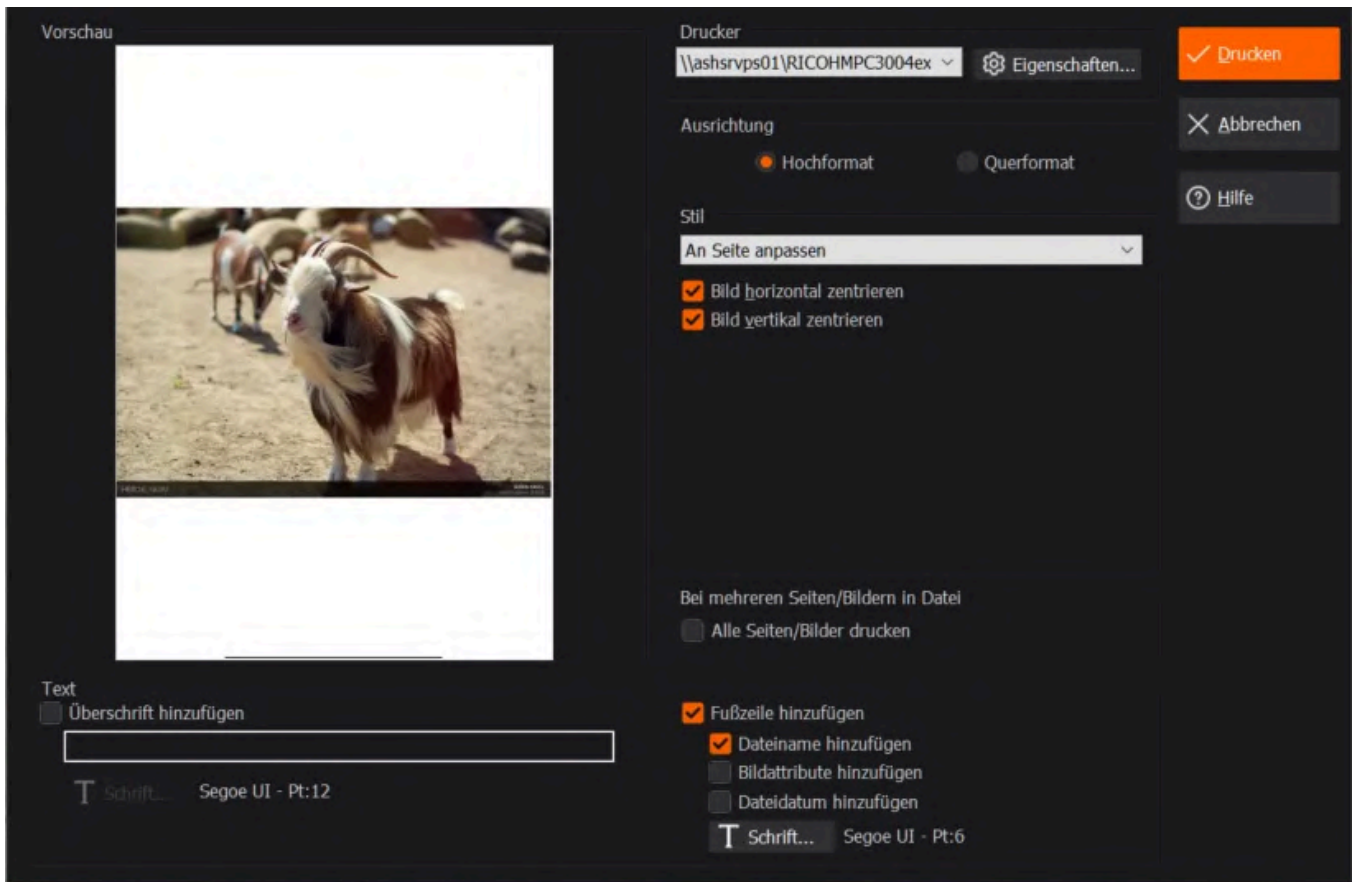 Vorschau
Drucker
\\ashsrvps01\RICOHMPC3004ex
Eigenschaften...
Drucken
Abbrechen
Hilfe
Ausrichtung
Hochformat
Querformat
Stil
An Seite anpassen
Bild horizontal zentrieren
Bild vertikal zentrieren
Bei mehreren Seiten/Bildern in Datei
Alle Seiten/Bilder drucken
Text
Überschrift hinzufügen
Schrift...
Segoe UI - Pt:12
Fußzeile hinzufügen
Dateiname hinzufügen
Bildattribute hinzufügen
Dateidatum hinzufügen
Schrift...
Segoe UI - Pt:6